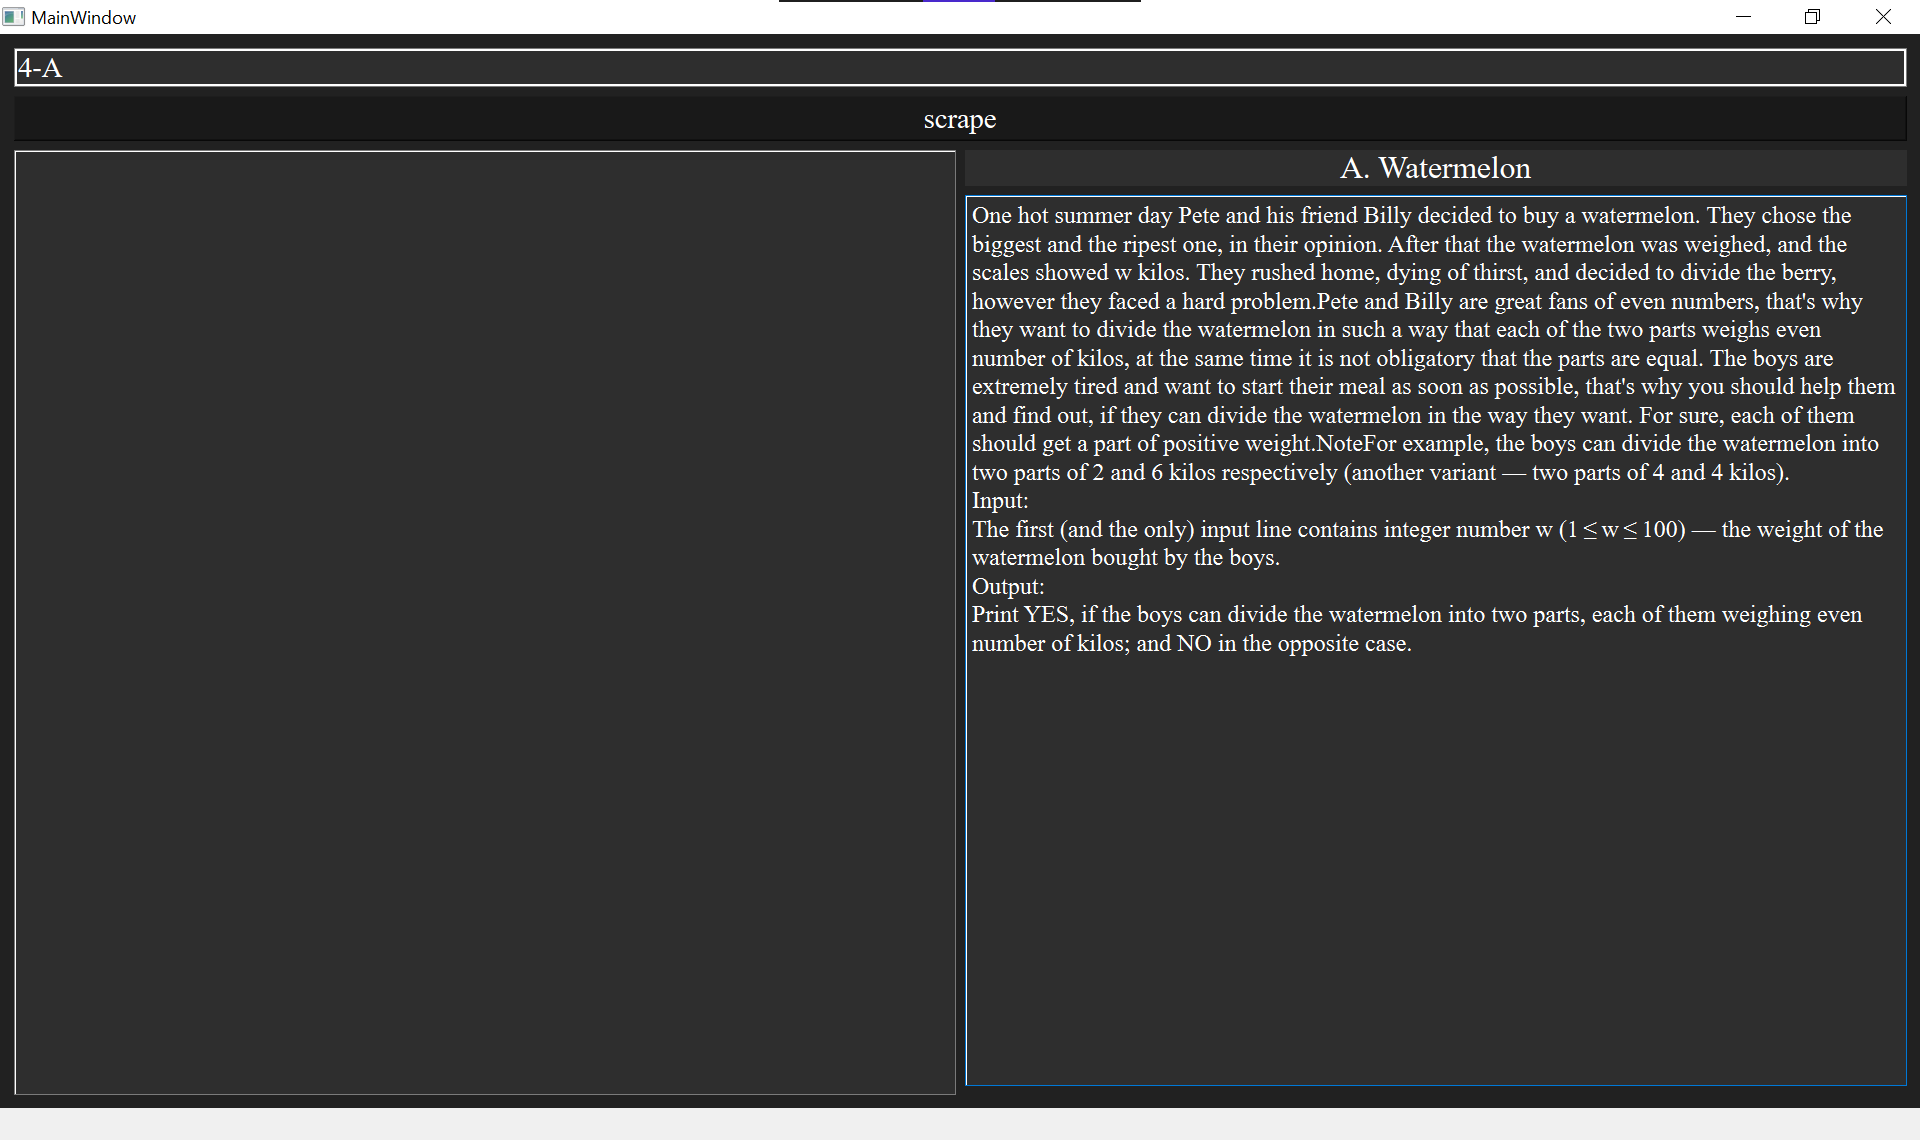 MainWindow
4-A
scrape
A. Watermelon
One hot summer day Pete and his friend Billy decided to buy a watermelon. They chose the
biggest and the ripest one, in their opinion. After that the watermelon was weighed, and the
scales showed w kilos. They rushed home, dying of thirst, and decided to divide the berry,
however they faced a hard problem.Pete and Billy are great fans of even numbers, that's why
they want to divide the watermelon in such a way that each of the two parts weighs even
number of kilos, at the same time it is not obligatory that the parts are equal. The boys are
extremely tired and want to start their meal as soon as possible, that's why you should help them
and find out, if they can divide the watermelon in the way they want. For sure, each of them
should get a part of positive weight.NoteFor example, the boys can divide the watermelon into
two parts of 2 and 6 kilos respectively (another variant — two parts of 4 and 4 kilos).
Input:
The first (and the only) input line contains integer number w (1 ≤ w ≤ 100) — the weight of the
watermelon bought by the boys.
Output:
Print YES, if the boys can divide the watermelon into two parts, each of them weighing even
number of kilos; and NO in the opposite case.